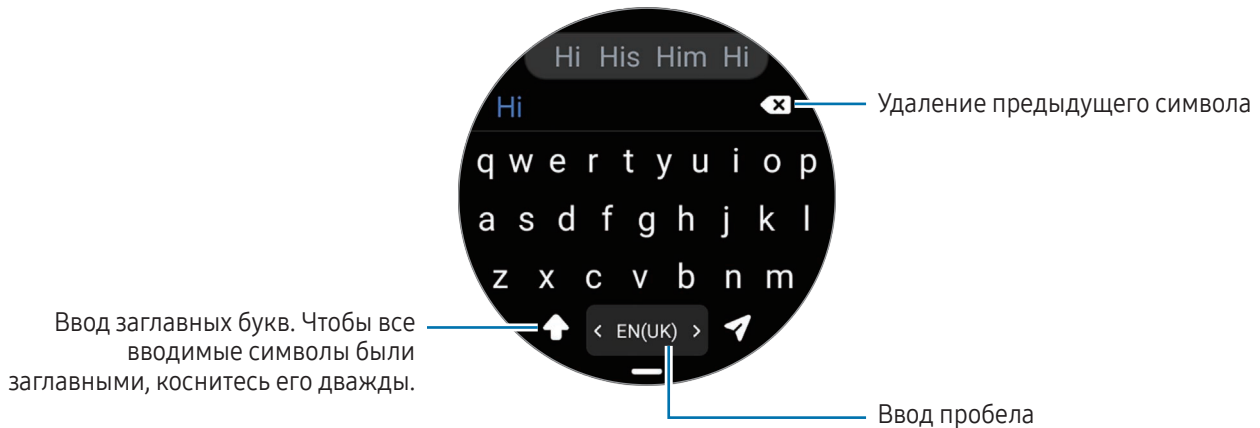 Hi His Him Hi
Hi
Удаление предыдущего символа
q w e r t y u i o p
a s d f g h j k l
z x c v b n m
Ввод заглавных букв. Чтобы все
вводимые символы были
заглавными, коснитесь его дважды.
< EN(UK) >
Ввод пробела